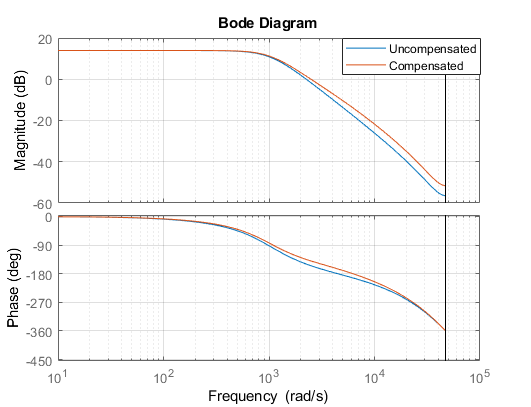 Bode Diagram
Uncompensated
Compensated
Magnitude (dB)
20
0
-20
-40
-60
Phase (deg)
0
-90
-180
-270
-360
-450
10^1
10^2
10^3
10^4
10^5
Frequency (rad/s)